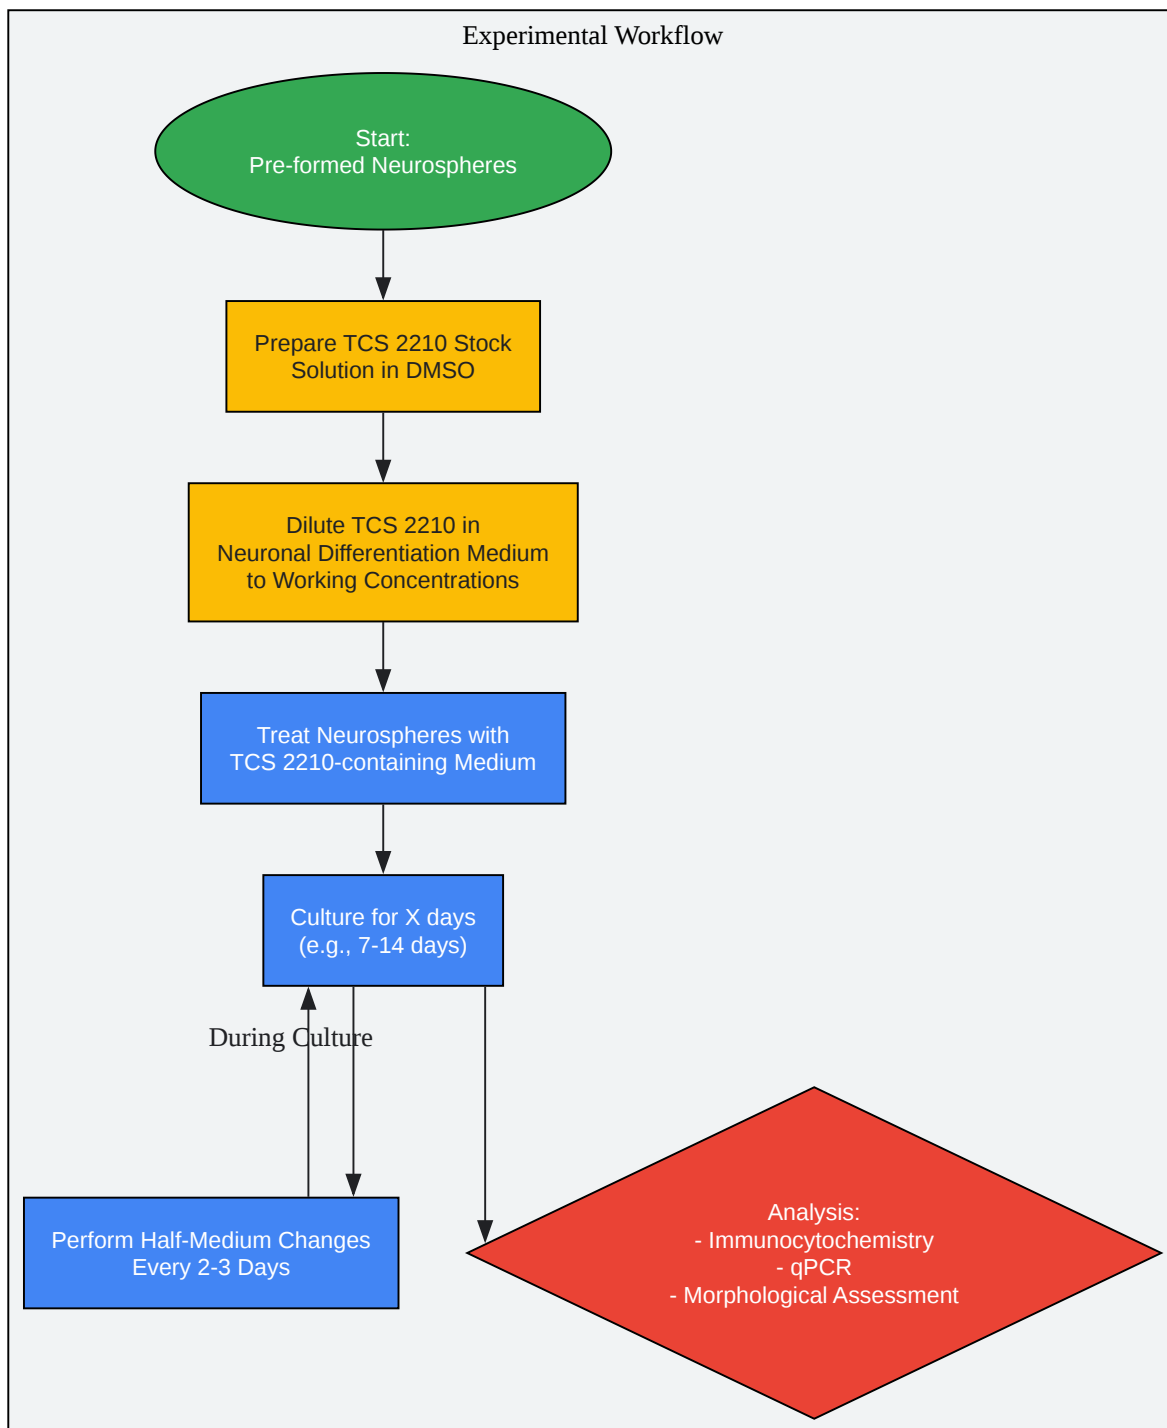 Experimental Workflow
Start:
Pre-formed Neurospheres
Prepare TCS 2210 Stock
Solution in DMSO
Dilute TCS 2210 in
Neuronal Differentiation Medium
to Working Concentrations
Treat Neurospheres with
TCS 2210-containing Medium
Culture for X days
(e.g., 7-14 days)
During Culture
Perform Half-Medium Changes
Every 2-3 Days
Analysis:
- Immunocytochemistry
- qPCR
- Morphological Assessment